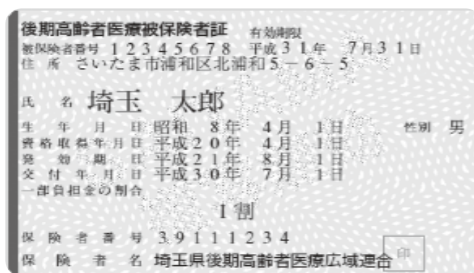 後期高齢者医療被保険者証 有効期限
被保険者番号 12345678 平成31年 7月31日
住所 さいたま市浦和区北浦和5-6-5
氏名 埼玉 太郎
生年月日 昭和 8年 4月 1日 性別 男
資格取得年月日 平成20年 4月 1日
発効期日 平成21年 8月 1日
交付年月日 平成30年 7月 1日
一部負担金の割合
1割
保険者番号 39111234
保険者名 埼玉県後期高齢者医療広域連合 印